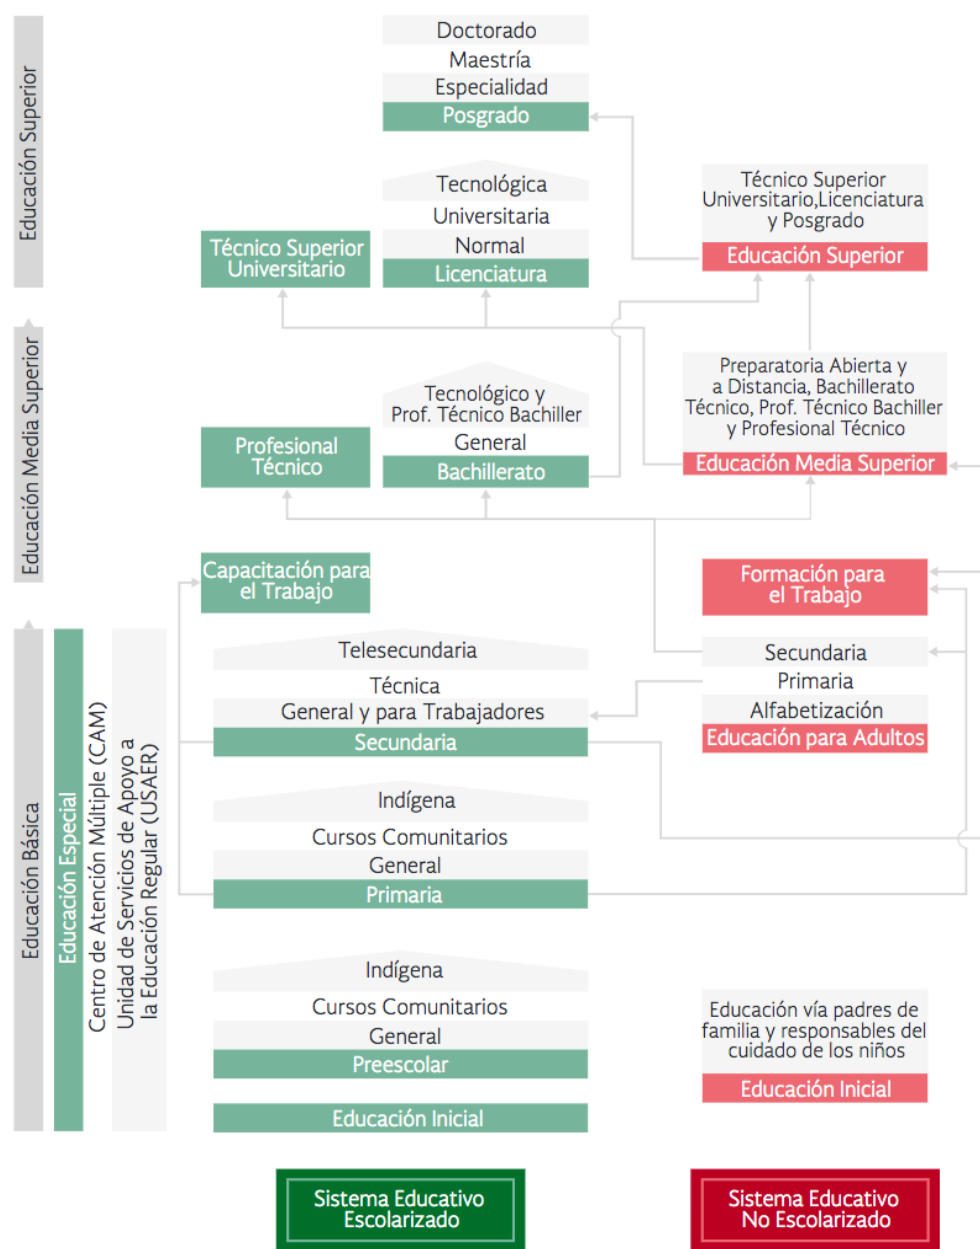 Educación Superior
Doctorado
Maestría
Especialidad
Posgrado
Tecnológica
Universitaria
Normal
Licenciatura
Técnico Superior
Universitario
Técnico Superior
Universitario,Licenciatura
y Posgrado
Educación Superior
Educación Media Superior
Tecnológico y
Prof. Técnico Bachiller
General
Bachillerato
Profesional
Técnico
Preparatoria Abierta y
a Distancia, Bachillerato
Técnico, Prof. Técnico Bachiller
y Profesional Técnico
Educación Media Superior
Capacitación para
el Trabajo
Formación para
el Trabajo
Educación Básica
Educación Especial
Centro de Atención Múltiple (CAM)
Unidad de Servicios de Apoyo a
la Educación Regular (USAER)
Telesecundaria
Técnica
General y para Trabajadores
Secundaria
Secundaria
Primaria
Alfabetización
Educación para Adultos
Indígena
Cursos Comunitarios
General
Primaria
Indígena
Cursos Comunitarios
General
Preescolar
Educación Inicial
Educación vía padres de
familia y responsables del
cuidado de los niños
Educación Inicial
Sistema Educativo
Escolarizado
Sistema Educativo
No Escolarizado